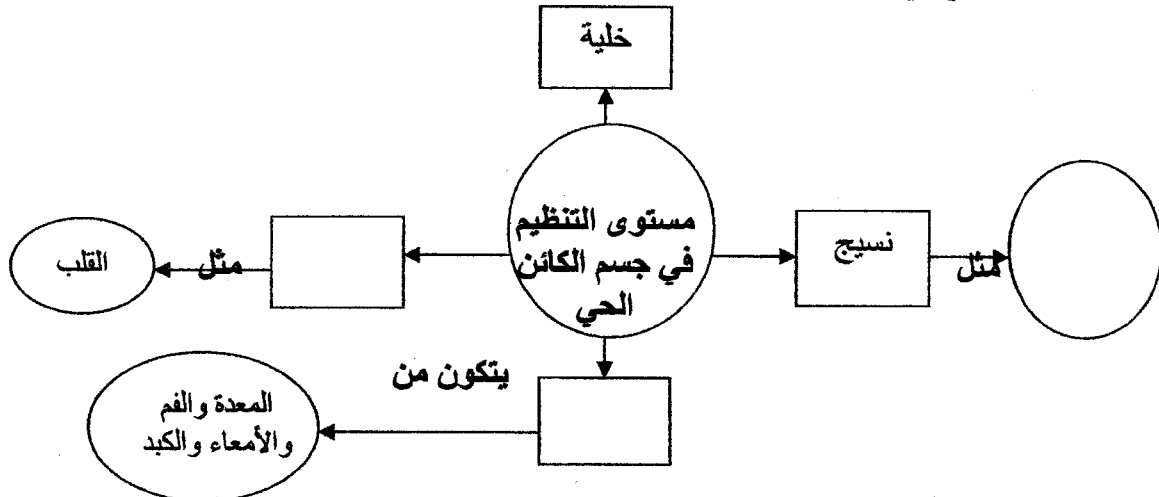 خلية
مستوى التنظيم
في جسم الكائن
الحي
نسيج
مثل
مثل
القلب
يتكون من
المعدة والفم
والأمعاء والكبد